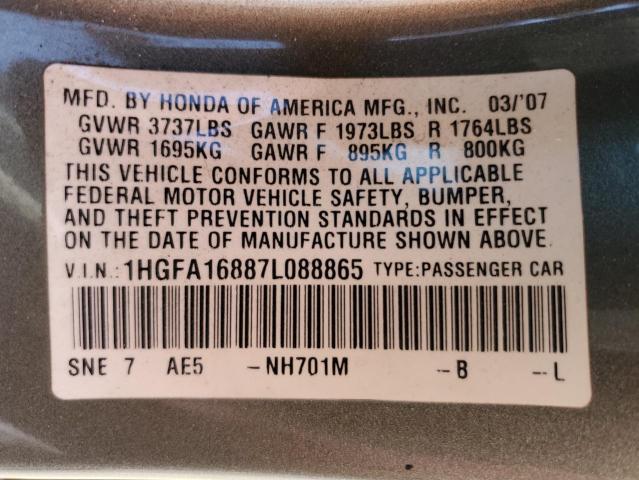 MFD. BY HONDA OF AMERICA MFG., INC. 03/'07
GVWR 3737LBS GAWR F 1973LBS R 1764LBS
GVWR 1695KG GAWR F 895KG R 800KG
THIS VEHICLE CONFORMS TO ALL APPLICABLE
FEDERAL MOTOR VEHICLE SAFETY, BUMPER,
AND THEFT PREVENTION STANDARDS IN EFFECT
ON THE DATE OF MANUFACTURE SHOWN ABOVE.
V.I.N.: 1HGFA16887L088865 TYPE:PASSENGER CAR
SNE 7 AE5 -NH701M -B --L